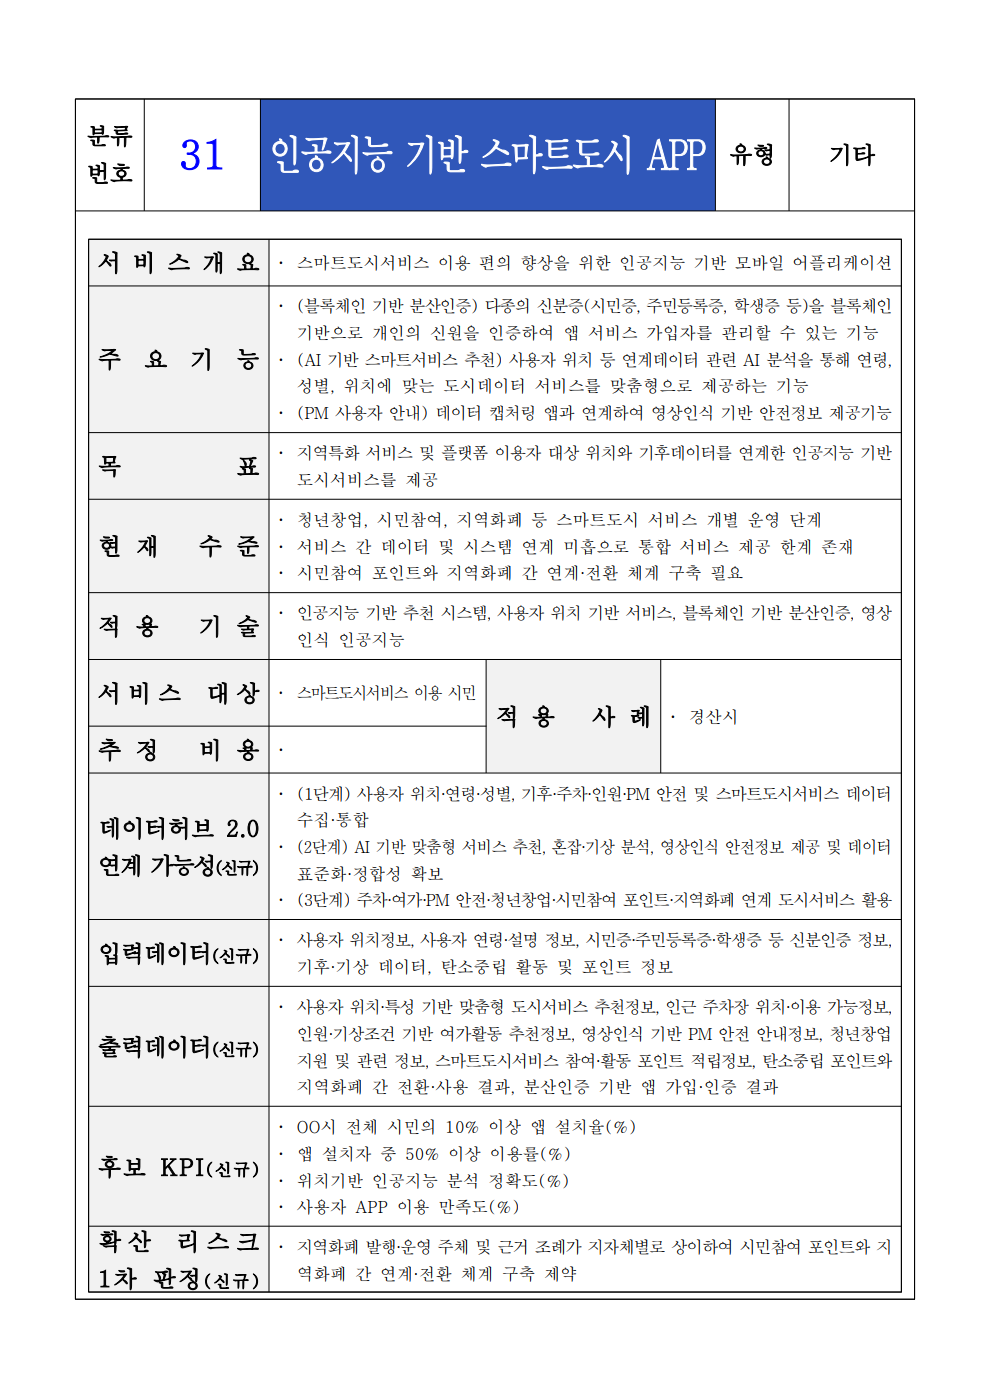 분류
번호
31
인공지능 기반 스마트도시 APP
유형
기타
서비스개요
· 스마트도시서비스 이용 편의 향상을 위한 인공지능 기반 모바일 어플리케이션
주요기능
· (블록체인 기반 분산인증) 다종의 신분증(시민증, 주민등록증, 학생증 등)을 블록체인
기반으로 개인의 신원을 인증하여 앱 서비스 가입자를 관리할 수 있는 기능
· (AI 기반 스마트서비스 추천) 사용자 위치 등 연계데이터 관련 AI 분석을 통해 연령,
성별, 위치에 맞는 도시데이터 서비스를 맞춤형으로 제공하는 기능
· (PM 사용자 안내) 데이터 캡처링 앱과 연계하여 영상인식 기반 안전정보 제공기능
목표
· 지역특화 서비스 및 플랫폼 이용자 대상 위치와 기후데이터를 연계한 인공지능 기반
도시서비스를 제공
현재 수준
· 청년창업, 시민참여, 지역화폐 등 스마트도시 서비스 개별 운영 단계
· 서비스 간 데이터 및 시스템 연계 미흡으로 통합 서비스 제공 한계 존재
· 시민참여 포인트와 지역화폐 간 연계·전환 체계 구축 필요
적용 기술
· 인공지능 기반 추천 시스템, 사용자 위치 기반 서비스, 블록체인 기반 분산인증, 영상
인식 인공지능
서비스 대상
· 스마트도시서비스 이용 시민
적용 사례
· 경산시
추정 비용
·
데이터허브 2.0
연계 가능성(신규)
· (1단계) 사용자 위치·연령·성별, 기후·주차·인원·PM 안전 및 스마트도시서비스 데이터
수집·통합
· (2단계) AI 기반 맞춤형 서비스 추천, 혼잡·기상 분석, 영상인식 안전정보 제공 및 데이터
표준화·정합성 확보
· (3단계) 주차·여가·PM 안전·청년창업·시민참여 포인트·지역화폐 연계 도시서비스 활용
입력데이터(신규)
· 사용자 위치정보, 사용자 연령·설명 정보, 시민증·주민등록증·학생증 등 신분인증 정보,
기후·기상 데이터, 탄소중립 활동 및 포인트 정보
출력데이터(신규)
· 사용자 위치·특성 기반 맞춤형 도시서비스 추천정보, 인근 주차장 위치·이용 가능정보,
인원·기상조건 기반 여가활동 추천정보, 영상인식 기반 PM 안전 안내정보, 청년창업
지원 및 관련 정보, 스마트도시서비스 참여·활동 포인트 적립정보, 탄소중립 포인트와
지역화폐 간 전환·사용 결과, 분산인증 기반 앱 가입·인증 결과
후보 KPI(신규)
· OO시 전체 시민의 10% 이상 앱 설치율(%)
· 앱 설치자 중 50% 이상 이용률(%)
· 위치기반 인공지능 분석 정확도(%)
· 사용자 APP 이용 만족도(%)
확산 리스크
1차 판정(신규)
· 지역화폐 발행·운영 주체 및 근거 조례가 지자체별로 상이하여 시민참여 포인트와 지
역화폐 간 연계·전환 체계 구축 제약